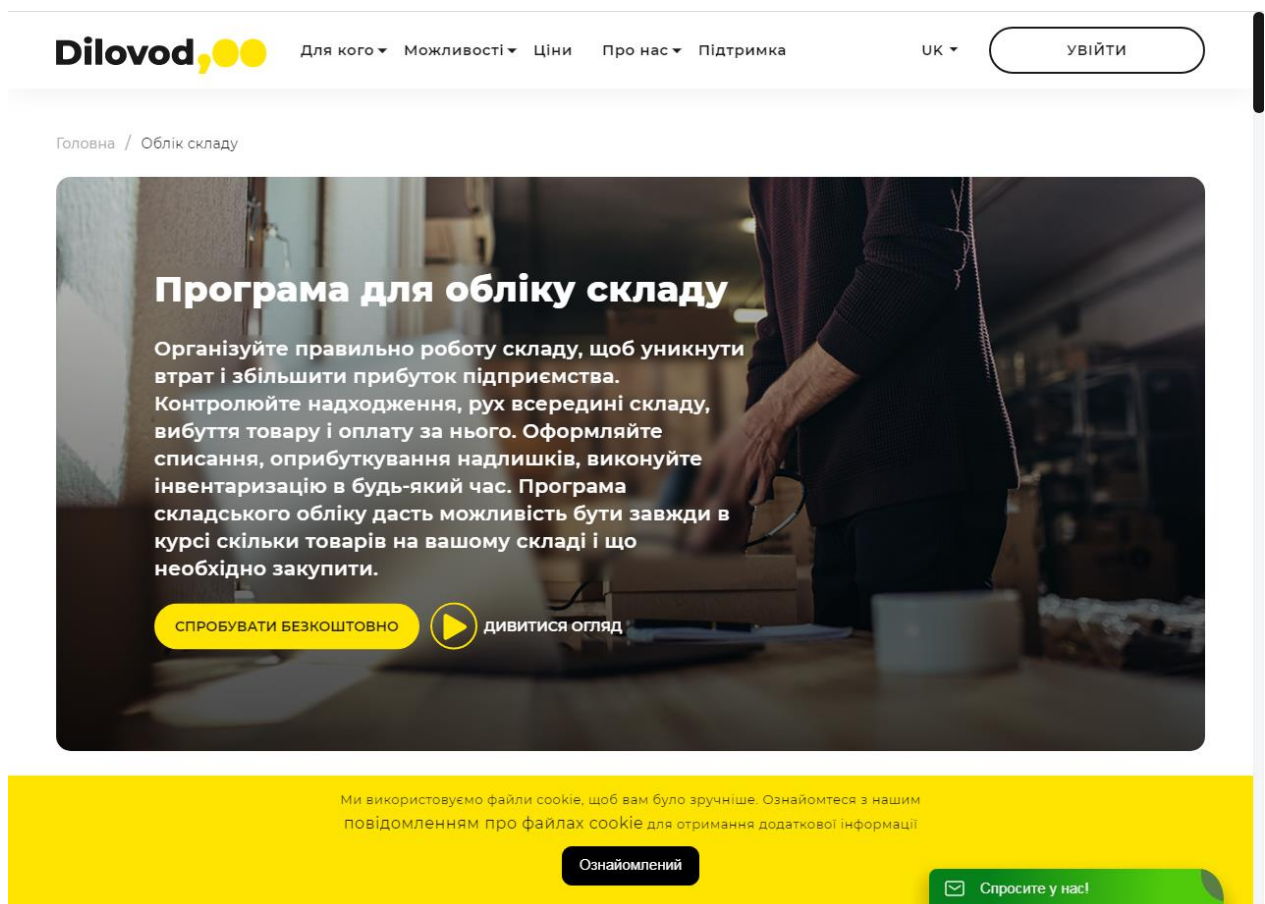 Dilovod,00
Для кого Можливості Ціни Про нас Підтримка UK УВІЙТИ
Головна / Облік складу
Програма для обліку складу
Організуйте правильно роботу складу, щоб уникнути
втрат і збільшити прибуток підприємства.
Контролюйте надходження, рух всередині складу,
вибуття товару і оплату за нього. Оформляйте
списання, оприбуткування надлишків, виконуйте
інвентаризацію в будь-який час. Програма
складського обліку дасть можливість бути завжди в
курсі скільки товарів на вашому складі і що
необхідно закупити.
СПРОБУВАТИ БЕЗКОШТОВНО ДИВИТИСЯ ОГЛЯД
Ми використовуємо файли cookie, щоб вам було зручніше. Ознайомтеся з нашим
повідомленням про файлах cookie для отримання додаткової інформації
Ознайомлений
Спросите у нас!